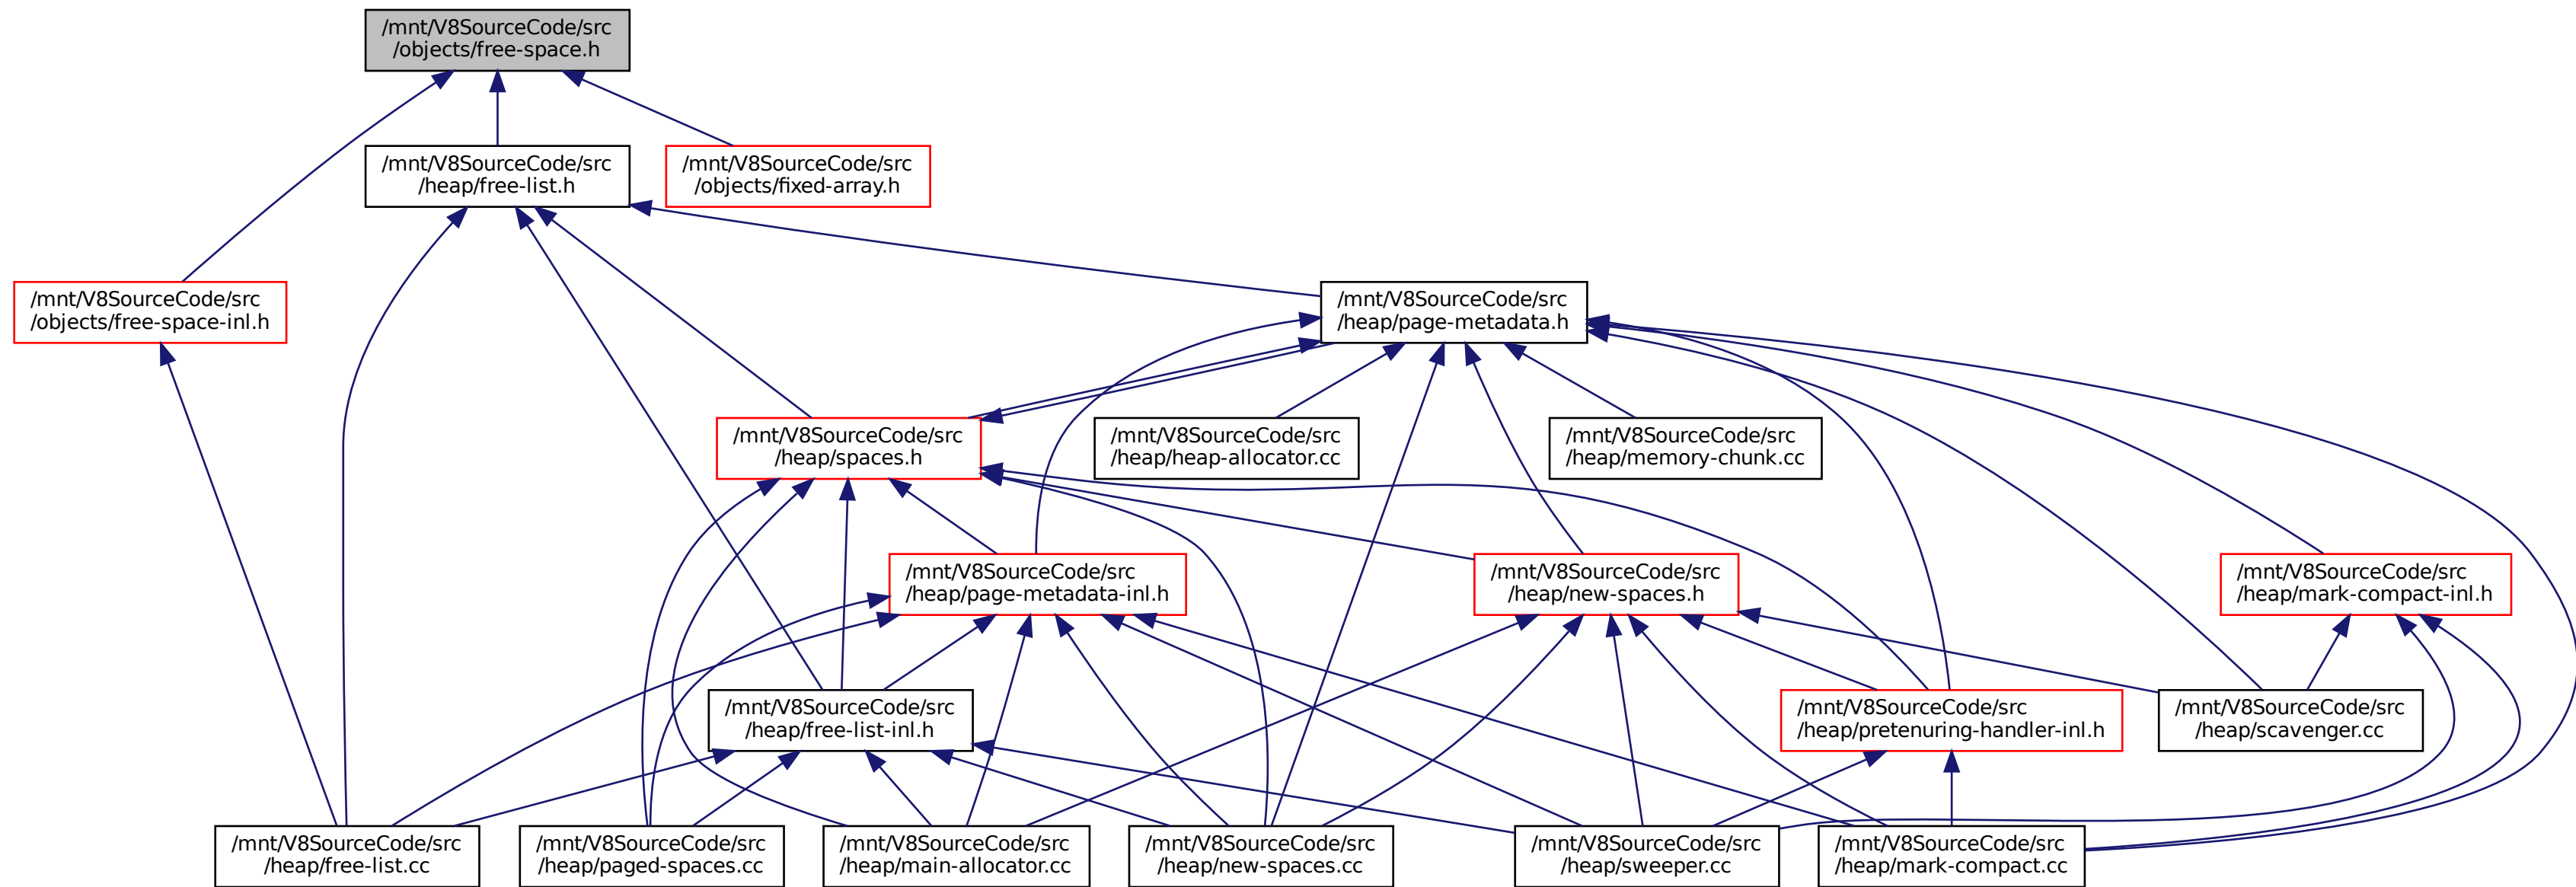 /mnt/V8SourceCode/src
/objects/free-space.h
/mnt/V8SourceCode/src
/heap/free-list.h
/mnt/V8SourceCode/src
/objects/fixed-array.h
/mnt/V8SourceCode/src
/objects/free-space-inl.h
/mnt/V8SourceCode/src
/heap/page-metadata.h
/mnt/V8SourceCode/src
/heap/spaces.h
/mnt/V8SourceCode/src
/heap/heap-allocator.cc
/mnt/V8SourceCode/src
/heap/memory-chunk.cc
/mnt/V8SourceCode/src
/heap/page-metadata-inl.h
/mnt/V8SourceCode/src
/heap/new-spaces.h
/mnt/V8SourceCode/src
/heap/mark-compact-inl.h
/mnt/V8SourceCode/src
/heap/free-list-inl.h
/mnt/V8SourceCode/src
/heap/pretenuring-handler-inl.h
/mnt/V8SourceCode/src
/heap/scavenger.cc
/mnt/V8SourceCode/src
/heap/free-list.cc
/mnt/V8SourceCode/src
/heap/paged-spaces.cc
/mnt/V8SourceCode/src
/heap/main-allocator.cc
/mnt/V8SourceCode/src
/heap/new-spaces.cc
/mnt/V8SourceCode/src
/heap/sweeper.cc
/mnt/V8SourceCode/src
/heap/mark-compact.cc